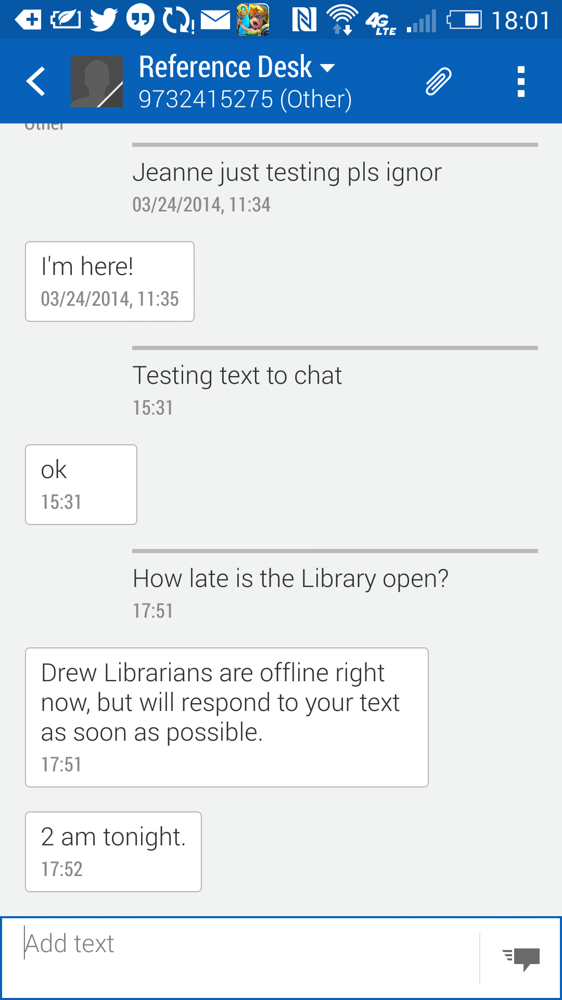 4G LTE 18:01
Reference Desk
9732415275 (Other)
Other
Jeanne just testing pls ignor
03/24/2014, 11:34
I'm here!
03/24/2014, 11:35
Testing text to chat
15:31
ok
15:31
How late is the Library open?
17:51
Drew Librarians are offline right
now, but will respond to your text
as soon as possible.
17:51
2 am tonight.
17:52
Add text